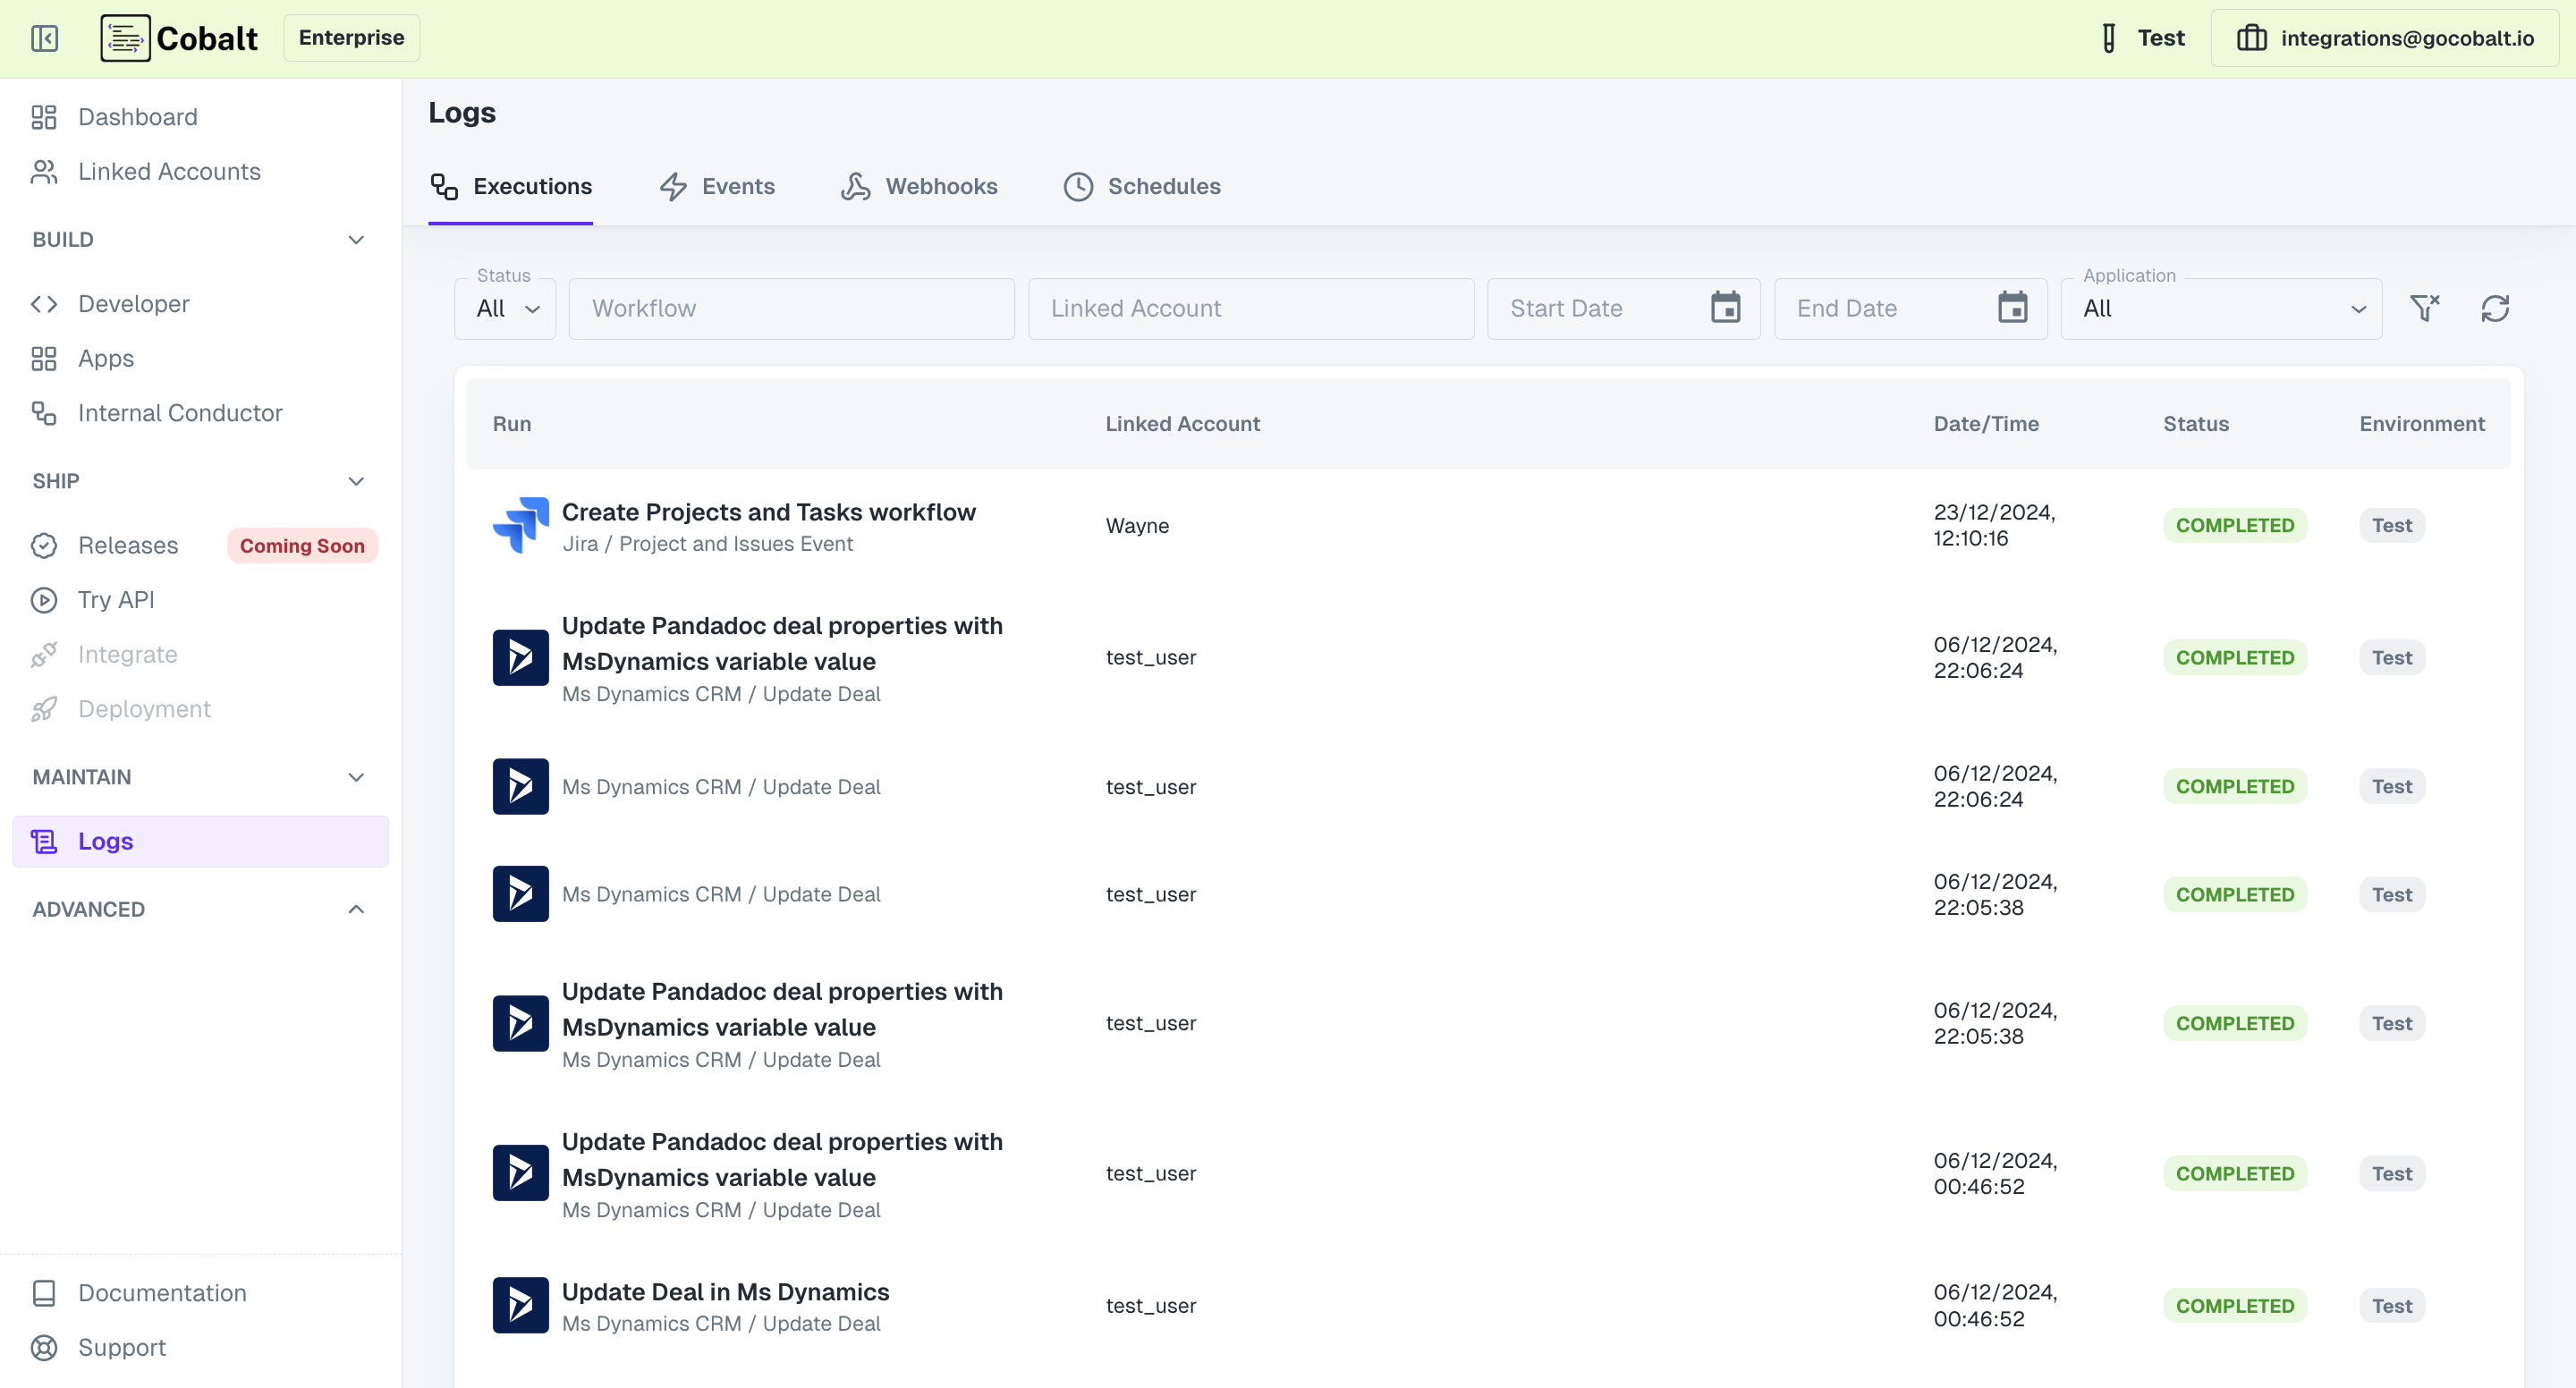 Cobalt
Enterprise
Test
integrations@gocobalt.io
Dashboard
Linked Accounts
BUILD
Developer
Apps
Internal Conductor
SHIP
Releases
Coming Soon
Try API
Integrate
Deployment
MAINTAIN
Logs
ADVANCED
Documentation
Support
Logs
Executions
Events
Webhooks
Schedules
Status
All
Workflow
Linked Account
Start Date
End Date
Application
All
Run
Linked Account
Date/Time
Status
Environment
Create Projects and Tasks workflow
Jira / Project and Issues Event
Wayne
23/12/2024,
12:10:16
COMPLETED
Test
Update Pandadoc deal properties with
MsDynamics variable value
Ms Dynamics CRM / Update Deal
test_user
06/12/2024,
22:06:24
COMPLETED
Test
Ms Dynamics CRM / Update Deal
test_user
06/12/2024,
22:06:24
COMPLETED
Test
Ms Dynamics CRM / Update Deal
test_user
06/12/2024,
22:05:38
COMPLETED
Test
Update Pandadoc deal properties with
MsDynamics variable value
Ms Dynamics CRM / Update Deal
test_user
06/12/2024,
22:05:38
COMPLETED
Test
Update Pandadoc deal properties with
MsDynamics variable value
Ms Dynamics CRM / Update Deal
test_user
06/12/2024,
00:46:52
COMPLETED
Test
Update Deal in Ms Dynamics
Ms Dynamics CRM / Update Deal
test_user
06/12/2024,
00:46:52
COMPLETED
Test